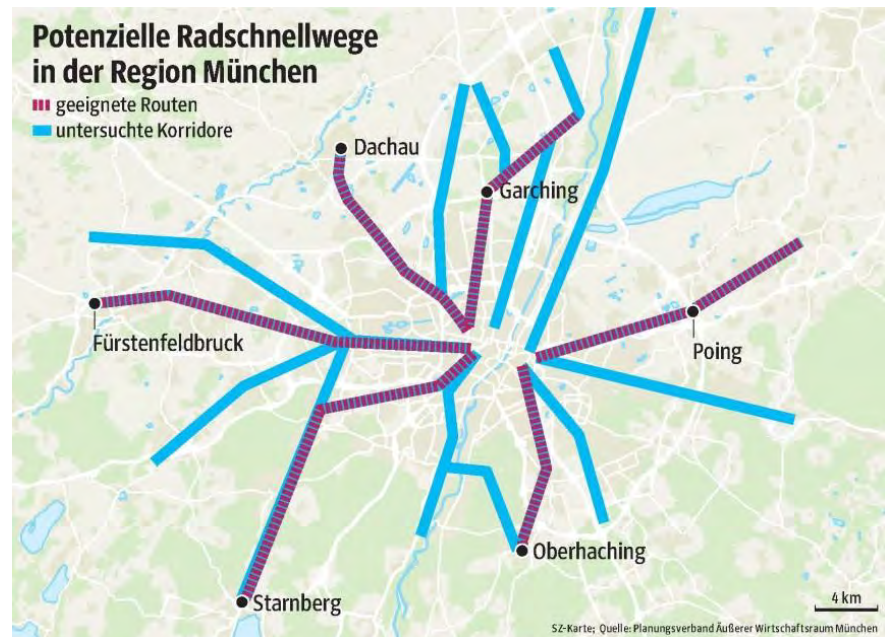 Potenzielle Radschnellwege
in der Region München
geeignete Routen
untersuchte Korridore
Dachau
Garching
Fürstenfeldbruck
Poing
Oberhaching
Starnberg
4 km
SZ-Karte; Quelle: Planungsverband Äußerer Wirtschaftsraum München